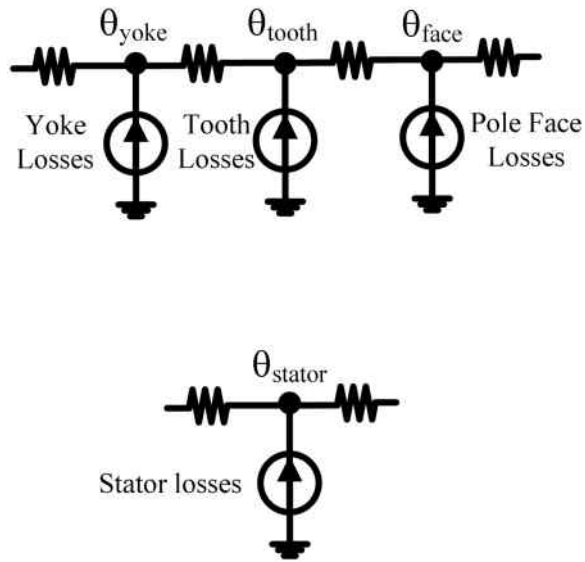 θyoke
θtooth
θface
Yoke
Losses
Tooth
Losses
Pole Face
Losses
θstator
Stator losses